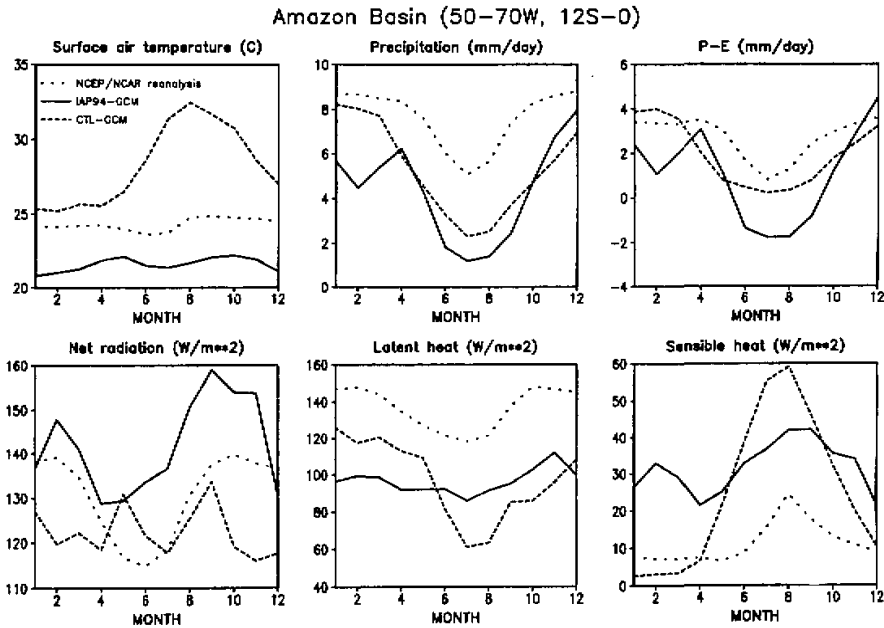 Amazon Basin (50-70W, 12S-0)
Surface air temperature (C)
Precipitation (mm/day)
P-E (mm/day)
35
30
25
20
NCEP/NCAR reanalysis
IAP94-GCM
CTL-GCM
2 4 6 8 10 12
MONTH
10
8
6
4
2
0
2 4 6 8 10 12
MONTH
6
4
2
0
-2
-4
2 4 6 8 10 12
MONTH
Net radiation (W/m**2)
Latent heat (W/m**2)
Sensible heat (W/m**2)
160
150
140
130
120
110
2 4 6 8 10 12
MONTH
160
140
120
100
80
60
40
2 4 6 8 10 12
MONTH
60
50
40
30
20
10
0
2 4 6 8 10 12
MONTH